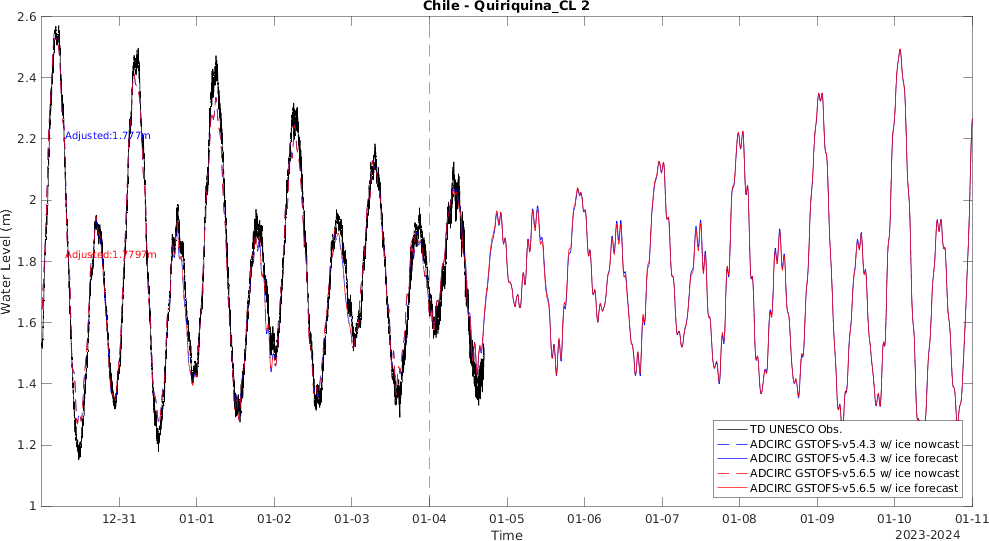 Chile - Quiriquina_CL 2
2.6
2.4
2.2
2
1.8
1.6
1.4
1.2
1
Water Level (m)
Adjusted:1.777m
Adjusted:1.7797m
TD UNESCO Obs.
ADCIRC GSTOFS-v5.4.3 w/ ice nowcast
ADCIRC GSTOFS-v5.4.3 w/ ice forecast
ADCIRC GSTOFS-v5.6.5 w/ ice nowcast
ADCIRC GSTOFS-v5.6.5 w/ ice forecast
12-31 01-01 01-02 01-03 01-04 01-05 01-06 01-07 01-08 01-09 01-10 01-11
Time
2023-2024